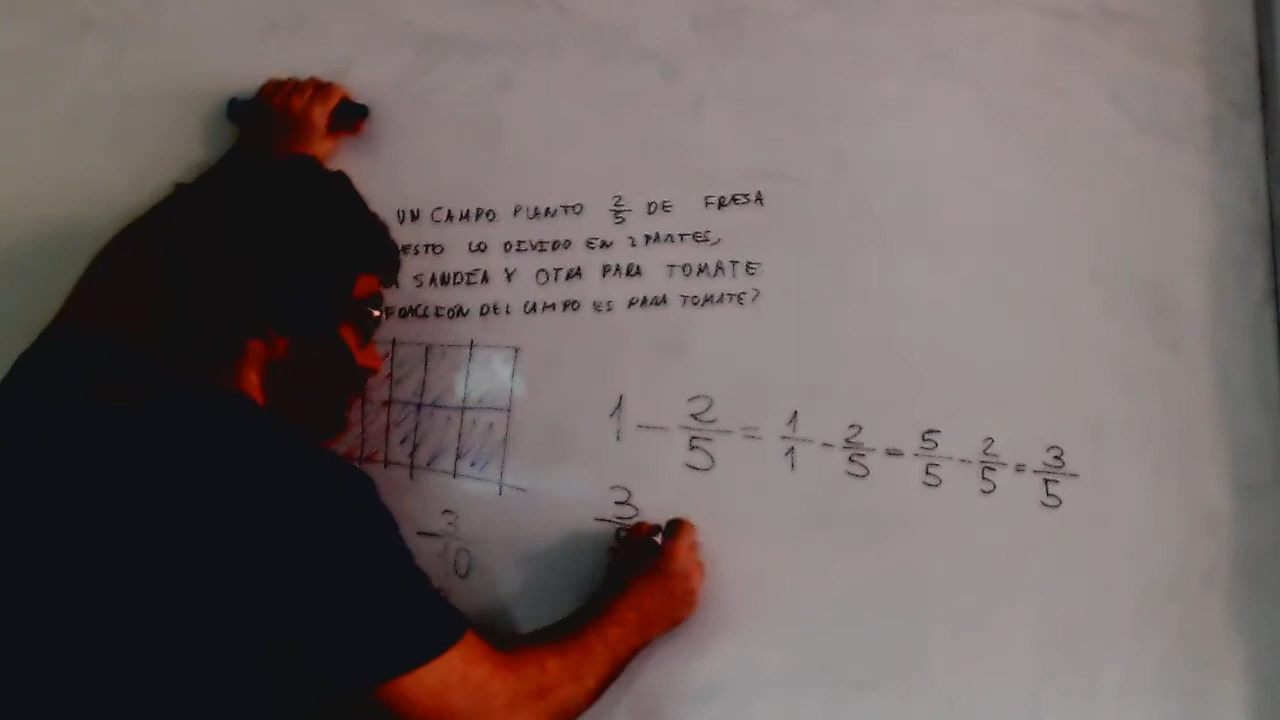 UN CAMPO PLANTO 2/5 DE FRESA
ESTO LO DIVIDO EN 2 PARTES,
A SANDÍA Y OTRA PARA TOMATE
FRACCION DEL CAMPO ES PARA TOMATE?
1 - 2/5 = 1/1 - 2/5 = 5/5 - 2/5 = 3/5
3/10
3